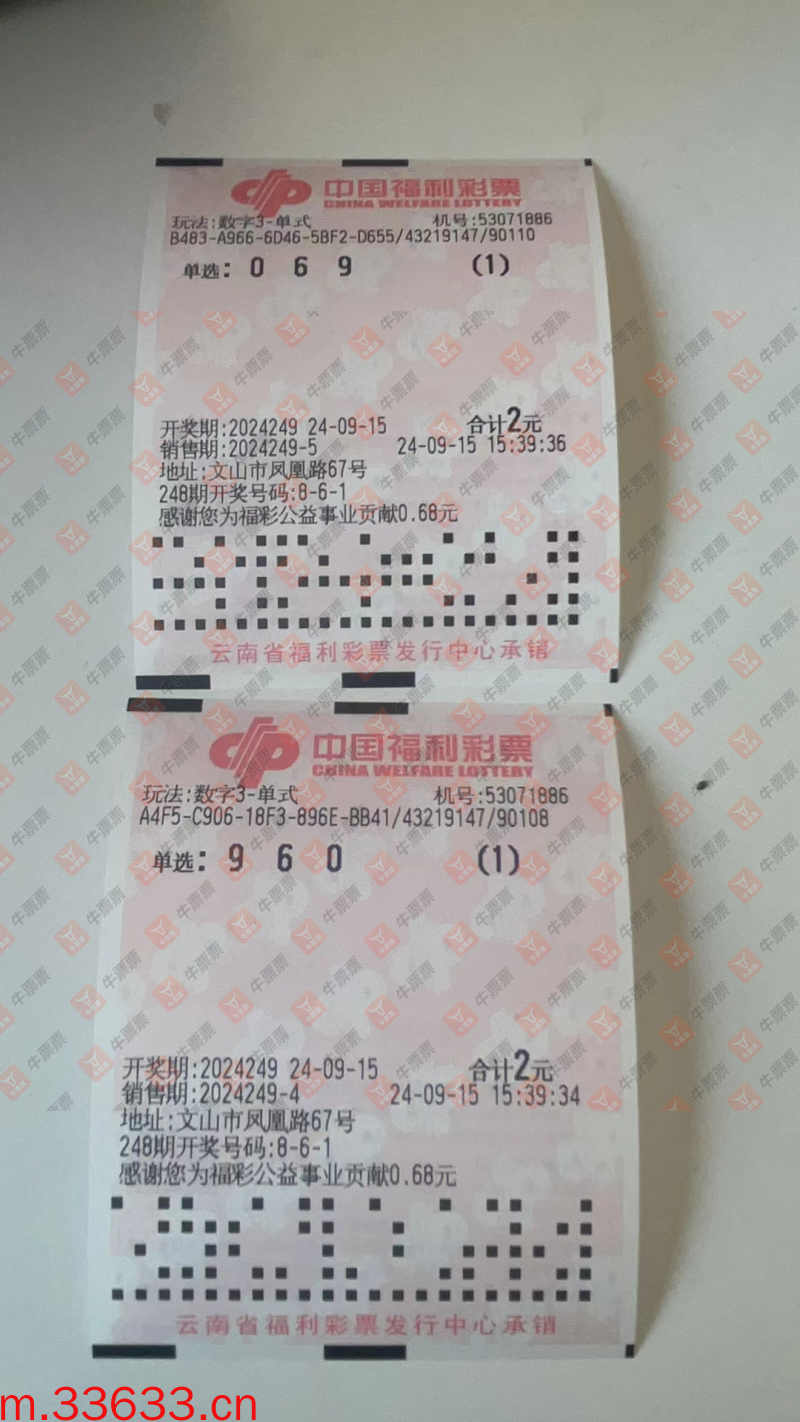 中国福利彩票
CHINA WELFARE LOTTERY
玩法:数字3-单式 机号:53071886
B483-A966-6D46-5BF2-D655/43219147/90110
单选: 0 6 9 (1)
开奖期:2024249 24-09-15 合计2元
销售期:2024249-5 24-09-15 15:39:36
地址:文山市凤凰路67号
248期开奖号码:8-6-1
感谢您为福彩公益事业贡献0.68元
云南省福利彩票发行中心承销
中国福利彩票
CHINA WELFARE LOTTERY
玩法:数字3-单式 机号:53071886
A4F5-C906-18F3-896E-BB41/43219147/90108
单选: 9 6 0 (1)
开奖期:2024249 24-09-15 合计2元
销售期:2024249-4 24-09-15 15:39:34
地址:文山市凤凰路67号
248期开奖号码:8-6-1
感谢您为福彩公益事业贡献0.68元
云南省福利彩票发行中心承销
m.33633.cn
牛票票